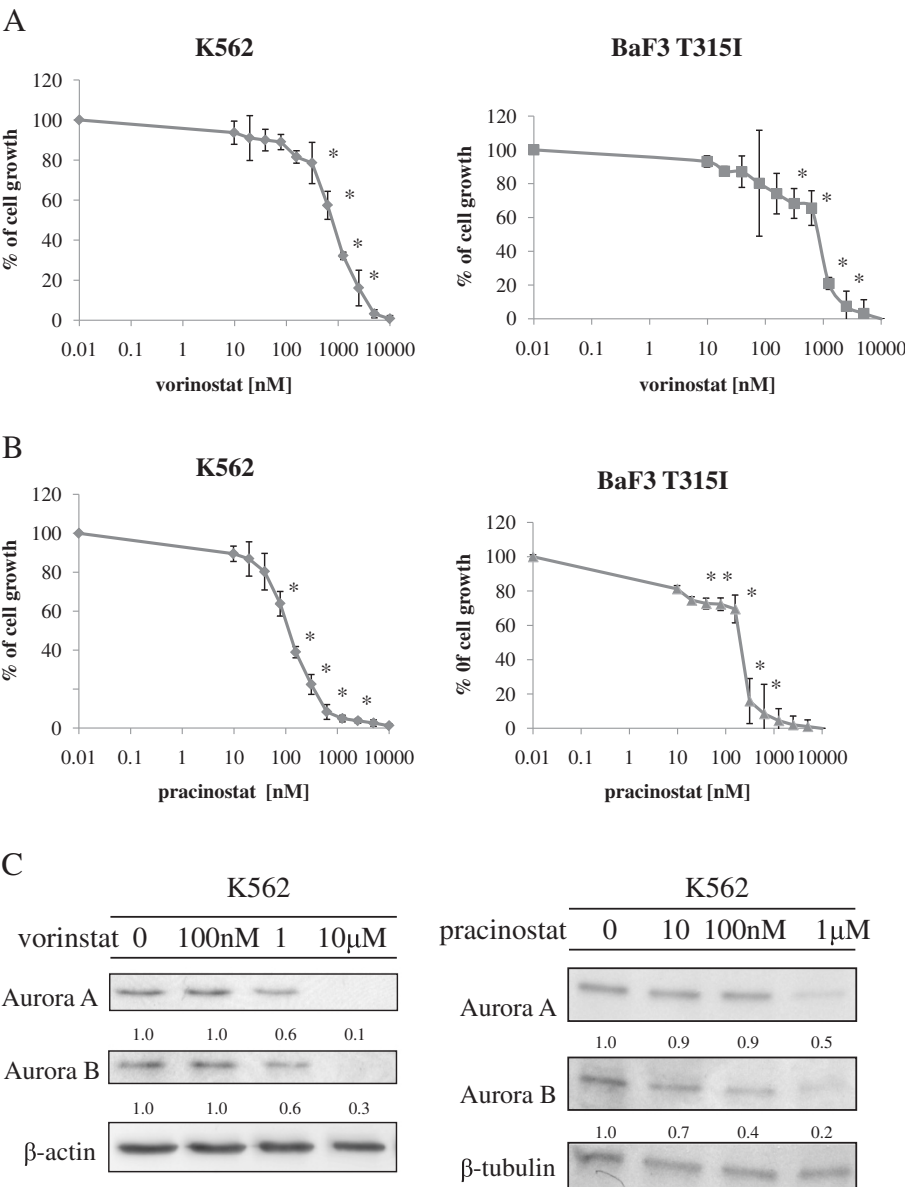 A
K562
% of cell growth
120
100
80
60
40
20
0
* * * *
0.01 0.1 1 10 100 1000 10000
vorinostat [nM]
BaF3 T315I
% of cell growth
120
100
80
60
40
20
0
* * * *
0.01 0.1 1 10 100 1000 10000
vorinostat [nM]
B
K562
% of cell growth
120
100
80
60
40
0
* * * * *
0.01 0.1 1 10 100 1000 10000
pracinostat [nM]
BaF3 T315I
% 0f cell growth
120
100
80
60
40
20
0
* * * * *
0.01 0.1 1 10 100 1000 10000
pracinostat [nM]
C
K562
vorinstat 0 100nM 1 10μM
Aurora A
1.0 1.0 0.6 0.1
Aurora B
1.0 1.0 0.6 0.3
β-actin
K562
pracinostat 0 10 100nM 1μM
Aurora A
1.0 0.9 0.9 0.5
Aurora B
1.0 0.7 0.4 0.2
β-tubulin